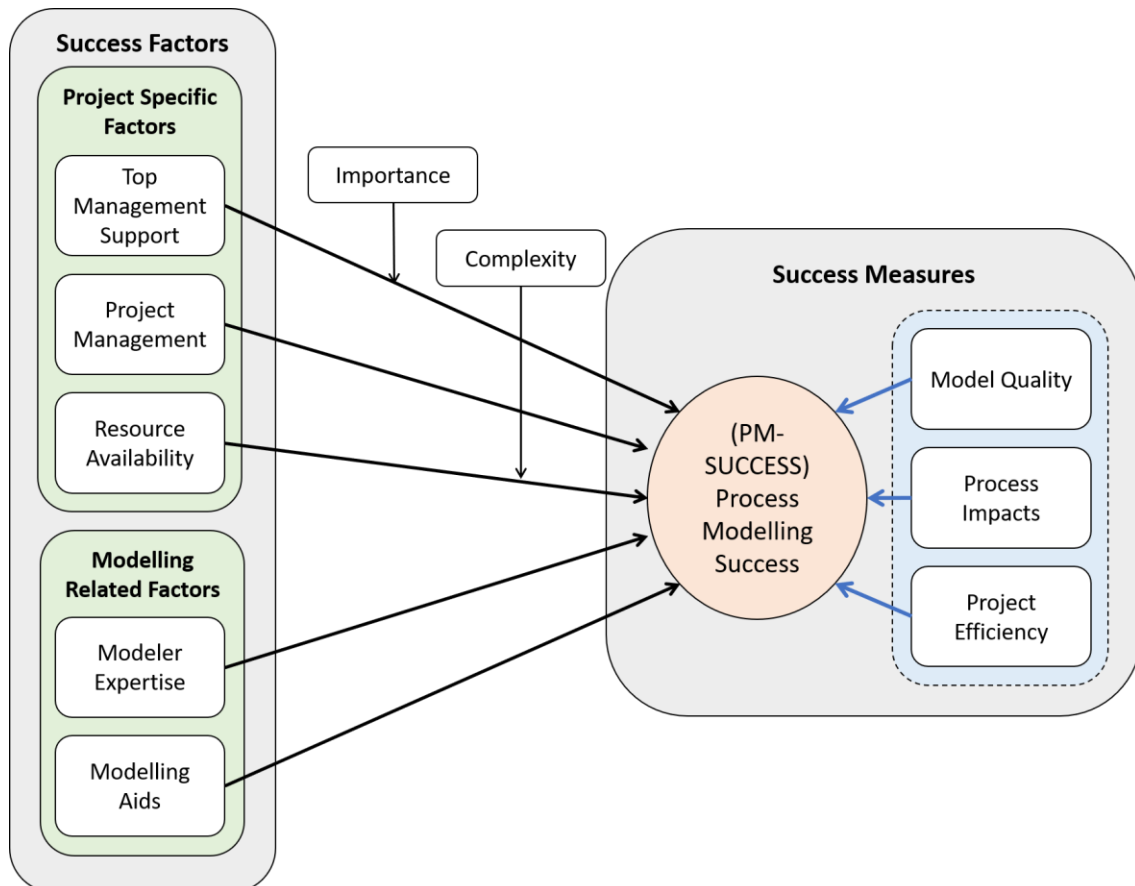 Success Factors
Project Specific
Factors
Top
Management
Support
Project
Management
Resource
Availability
Modelling
Related Factors
Modeler
Expertise
Modelling
Aids
Importance
Complexity
Success Measures
(PM-
SUCCESS)
Process
Modelling
Success
Model Quality
Process
Impacts
Project
Efficiency